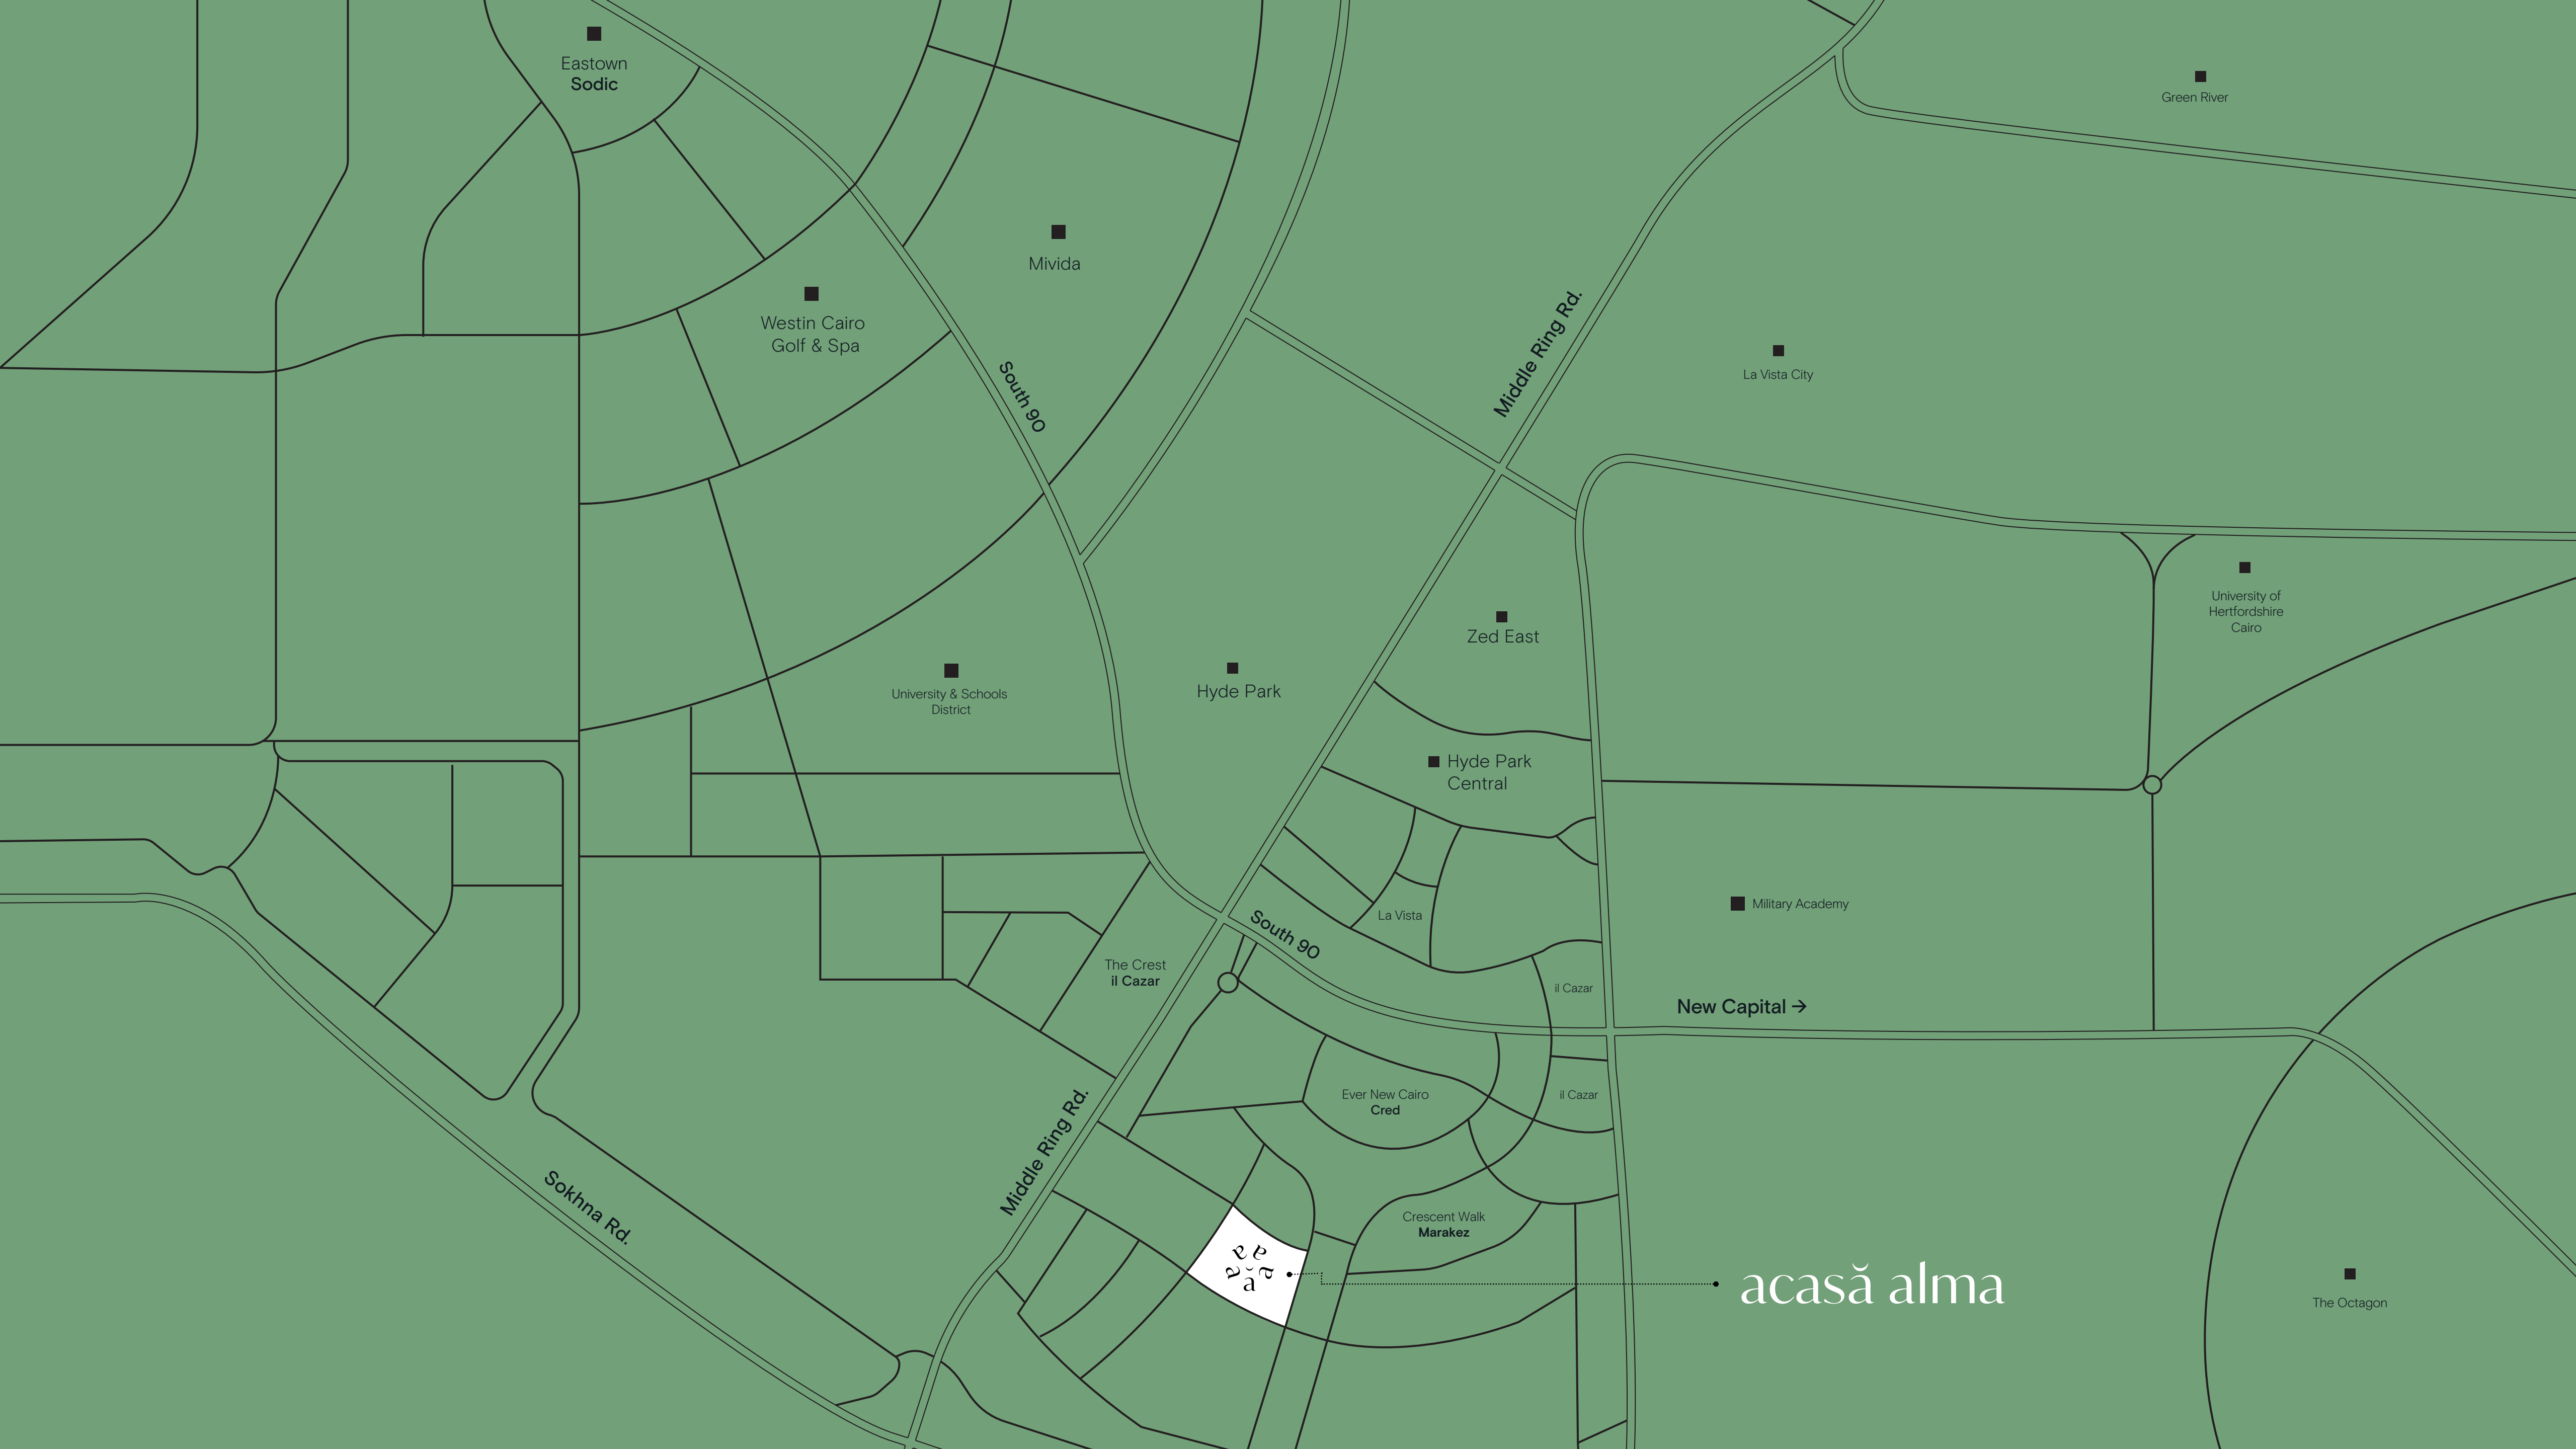 Eastown
Sodic
Green River
Mivida
Westin Cairo
Golf & Spa
South 90
Middle Ring Rd.
La Vista City
University of
Hertfordshire
Cairo
Zed East
University & Schools
District
Hyde Park
Hyde Park
Central
Military Academy
La Vista
South 90
The Crest
il Cazar
il Cazar
New Capital →
Ever New Cairo
Cred
il Cazar
Middle Ring Rd.
Sokhna Rd.
Crescent Walk
Marakez
a a a ă a
acasă alma
The Octagon